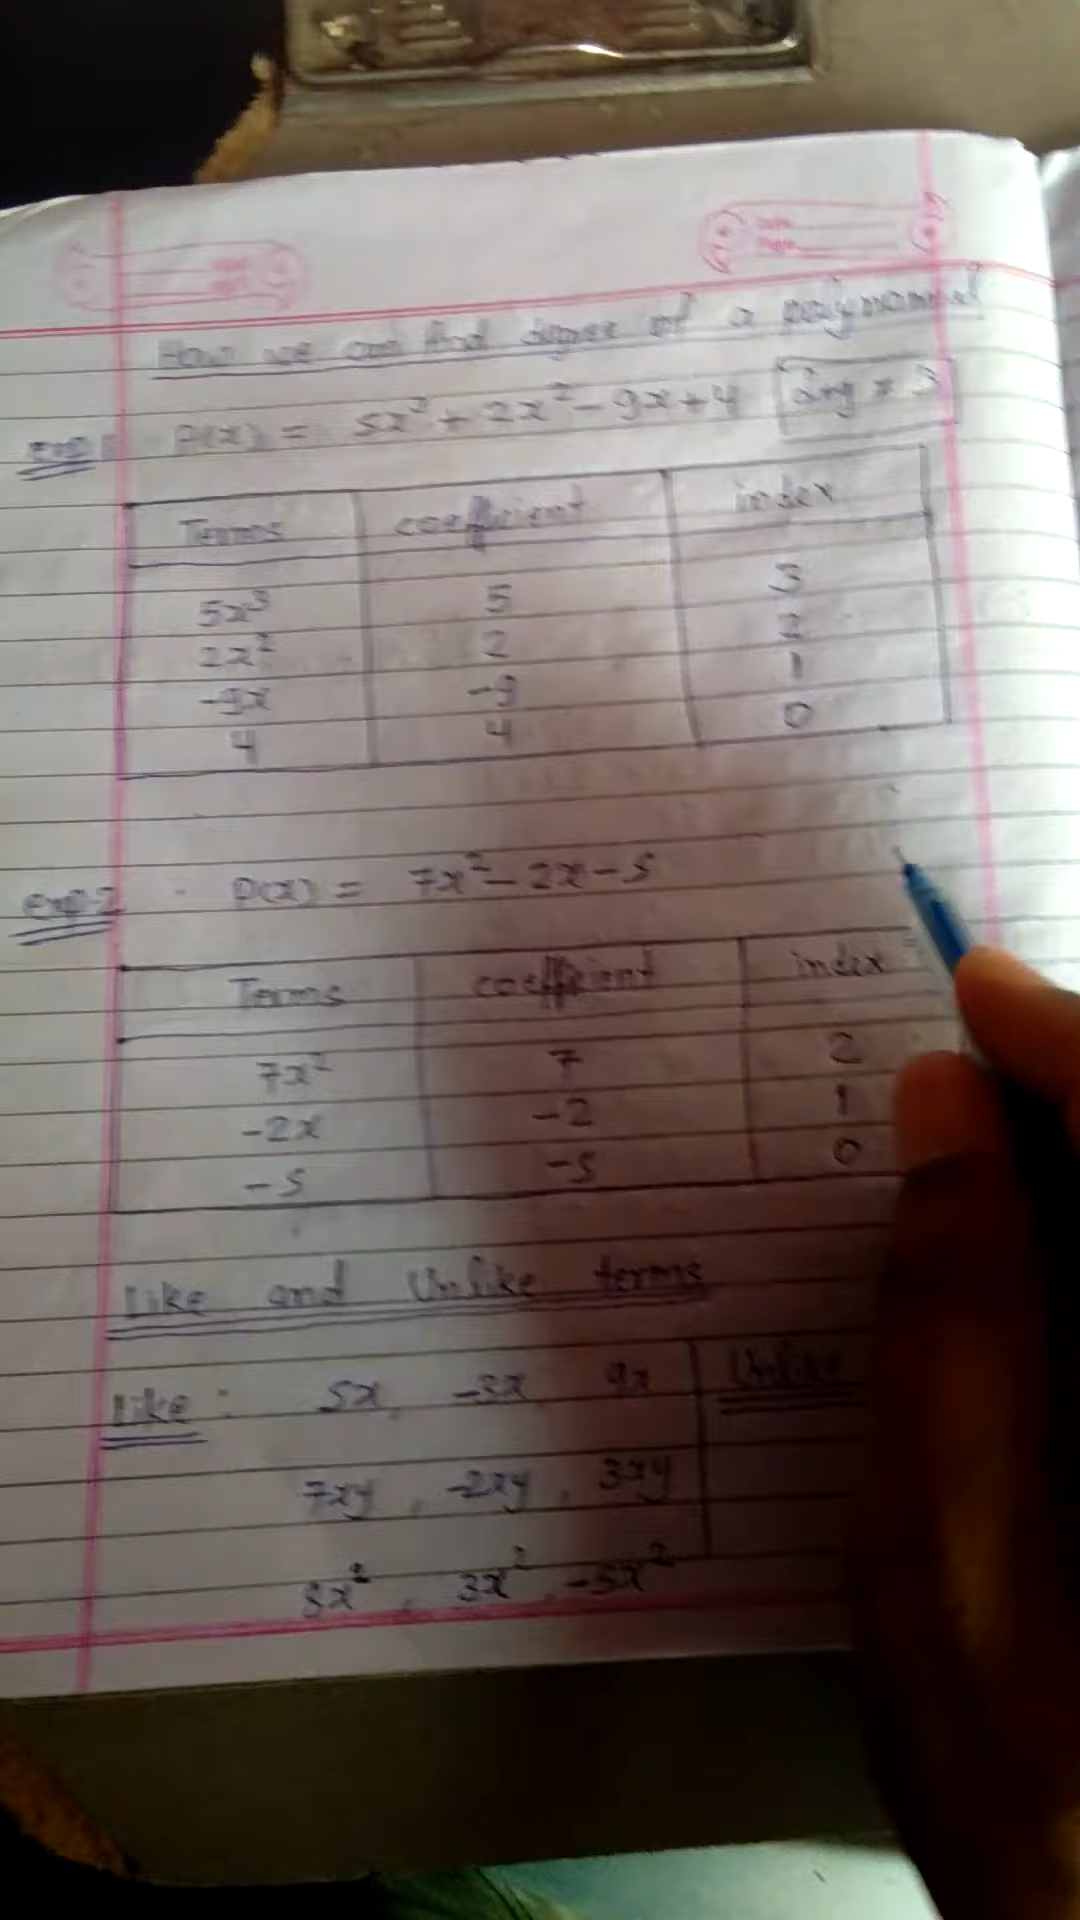 How we can find degree of a polynomial
exp-1 P(x) = 5x³ + 2x² - 9x + 4 deg = 3
Terms coefficient index
5x³ 5 3
2x² 2 2
-9x -9 1
4 4 0
exp-2 P(x) = 7x² - 2x - 5
Terms coefficient index
7x² 7 2
-2x -2 1
-5 -5 0
Like and Unlike terms
Like : 5x, -3x, 9x Unlike
7xy, -2xy, 3xy
8x², 3x², -5x²